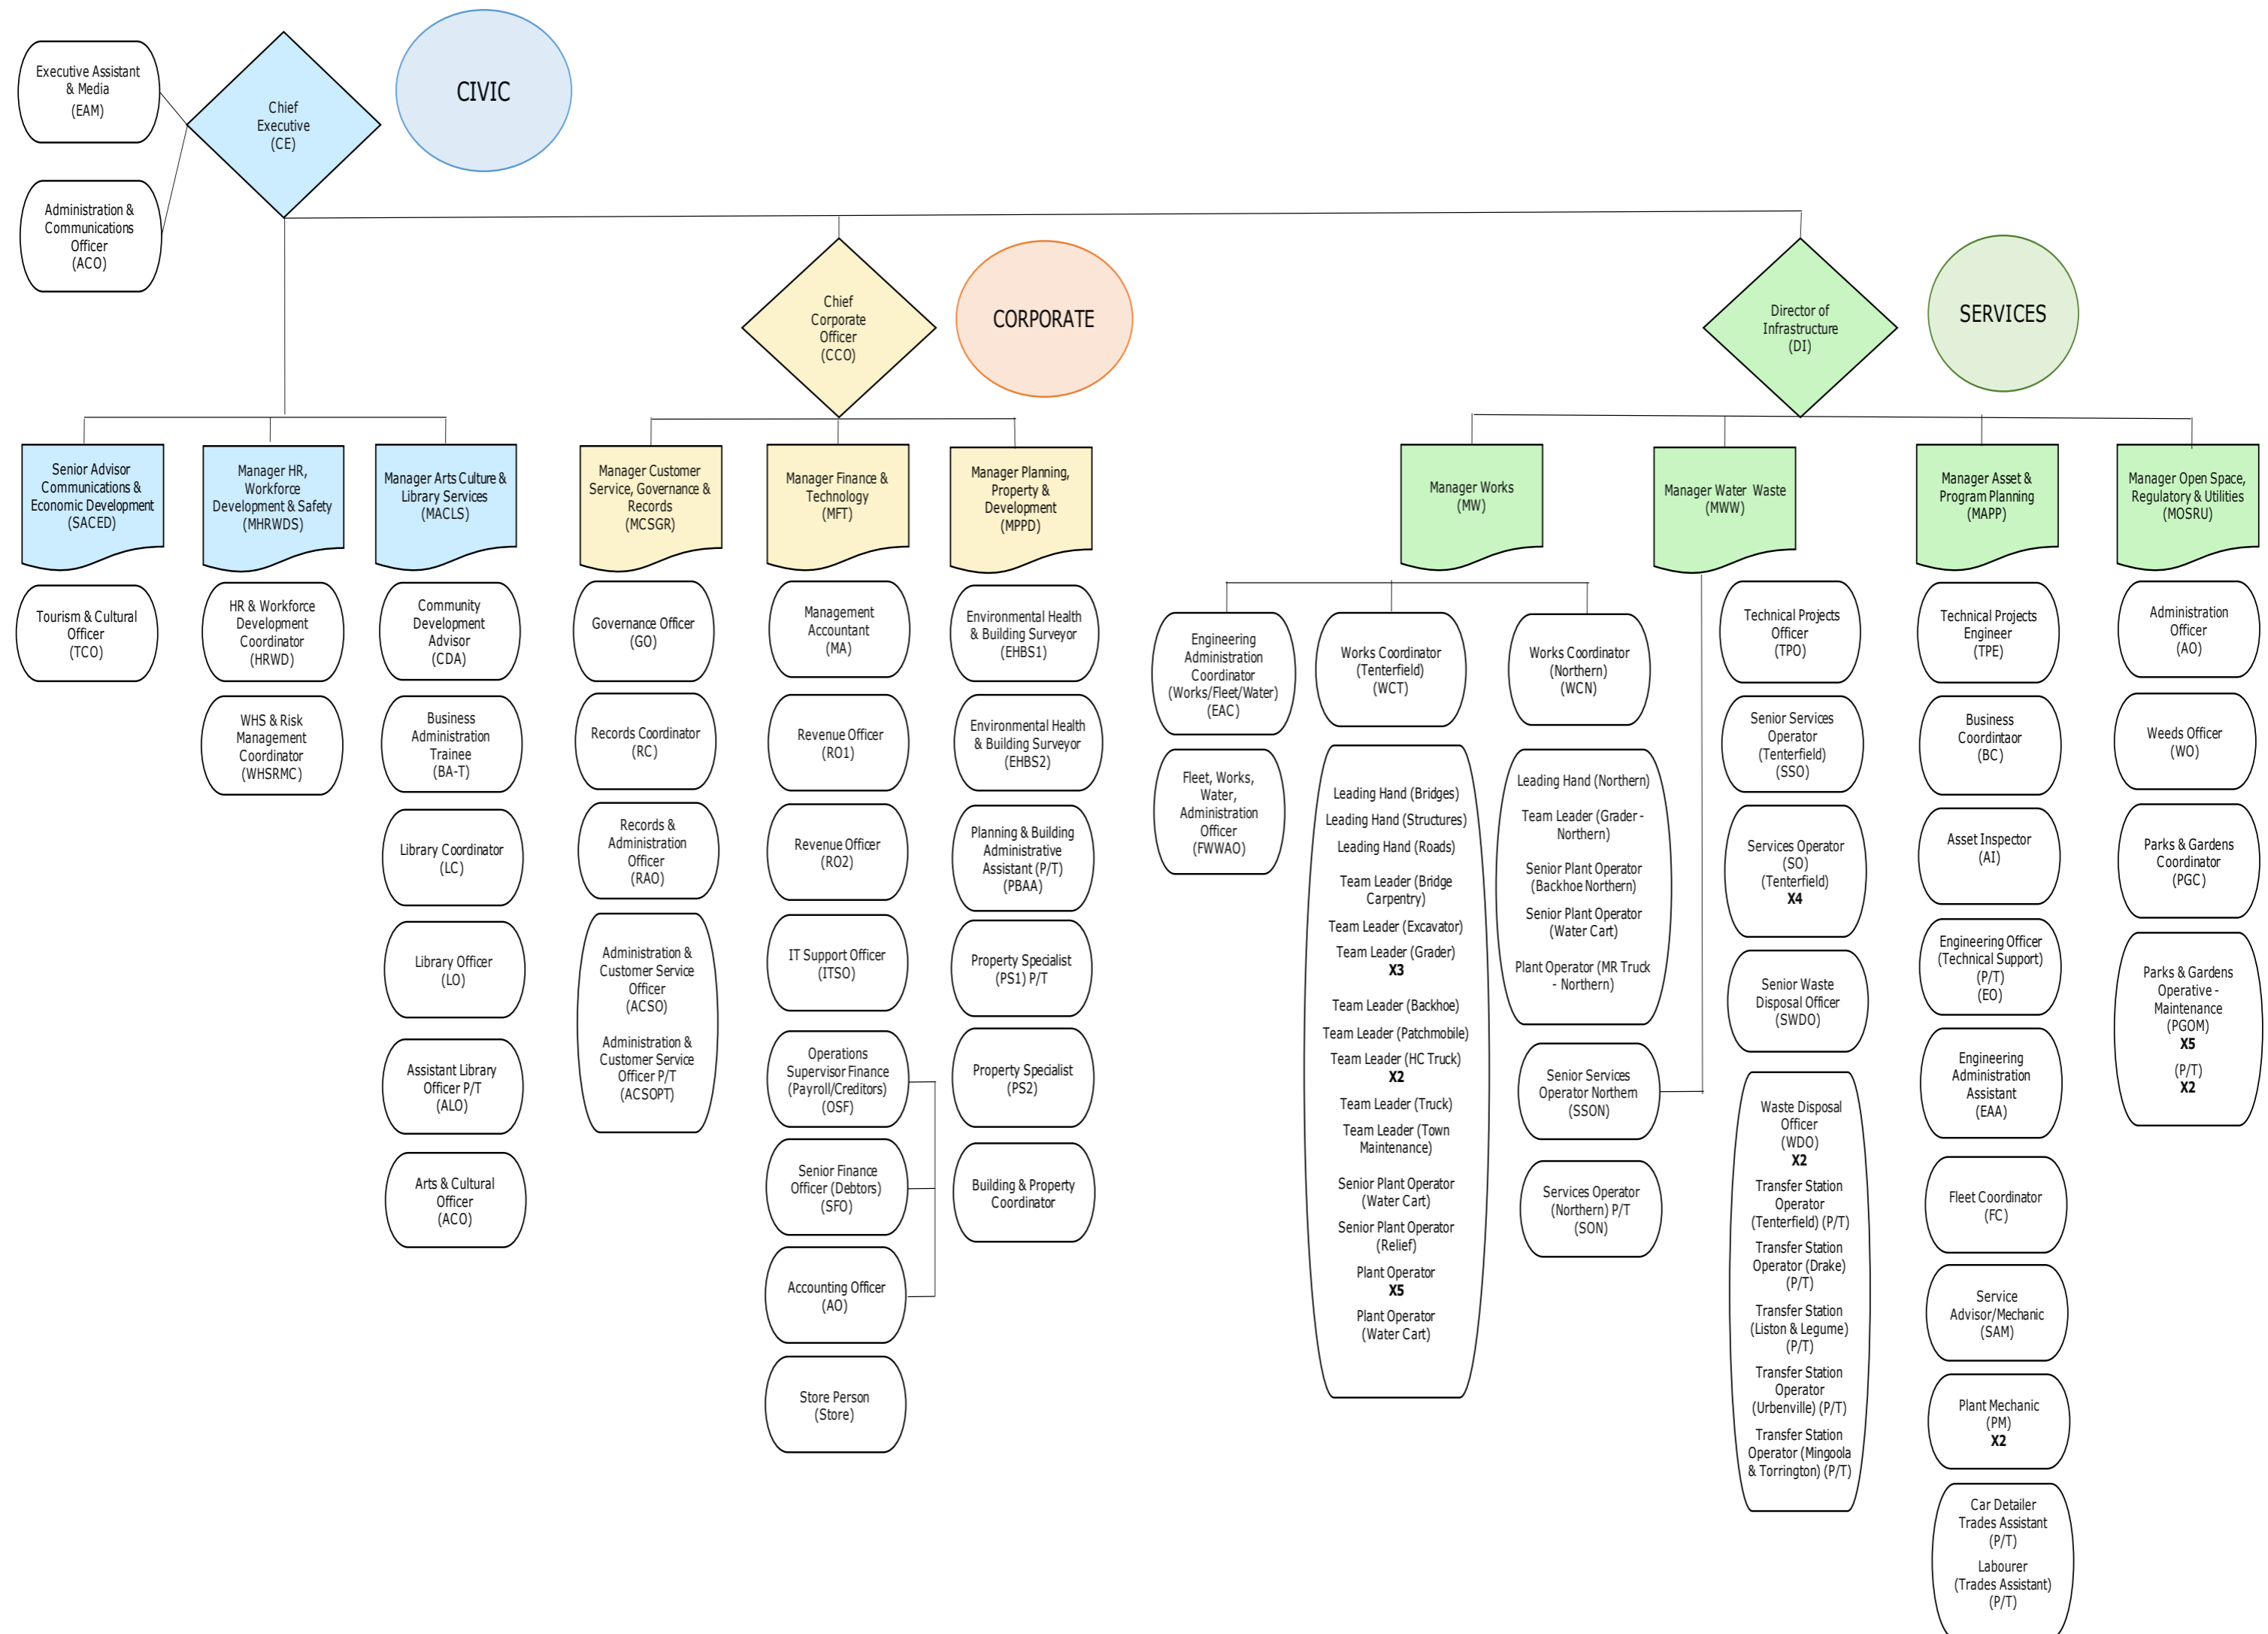 Executive Assistant
& Media
(EAM)
Administration &
Communications
Officer
(ACO)
Chief
Executive
(CE)
CIVIC
Chief
Corporate
Officer
(CCO)
CORPORATE
Director of
Infrastructure
(DI)
SERVICES
Senior Advisor
Communications &
Economic Development
(SACED)
Tourism & Cultural
Officer
(TCO)
Manager HR,
Workforce
Development & Safety
(MHRWDS)
HR & Workforce
Development
Coordinator
(HRWD)
WHS & Risk
Management
Coordinator
(WHSRMC)
Manager Arts Culture &
Library Services
(MACLS)
Community
Development
Advisor
(CDA)
Business
Administration
Trainee
(BA-T)
Library Coordinator
(LC)
Library Officer
(LO)
Assistant Library
Officer P/T
(ALO)
Arts & Cultural
Officer
(ACO)
Manager Customer
Service, Governance &
Records
(MCSGR)
Governance Officer
(GO)
Records Coordinator
(RC)
Records &
Administration
Officer
(RAO)
Administration &
Customer Service
Officer
(ACSO)
Administration &
Customer Service
Officer P/T
(ACSOPT)
Manager Finance &
Technology
(MFT)
Management
Accountant
(MA)
Revenue Officer
(RO1)
Revenue Officer
(RO2)
IT Support Officer
(ITSO)
Operations
Supervisor Finance
(Payroll/Creditors)
(OSF)
Senior Finance
Officer (Debtors)
(SFO)
Accounting Officer
(AO)
Store Person
(Store)
Manager Planning,
Property &
Development
(MPPD)
Environmental Health
& Building Surveyor
(EHBS1)
Environmental Health
& Building Surveyor
(EHBS2)
Planning & Building
Administrative
Assistant (P/T)
(PBAA)
Property Specialist
(PS1) P/T
Property Specialist
(PS2)
Building & Property
Coordinator
Manager Works
(MW)
Engineering
Administration
Coordinator
(Works/Fleet/Water)
(EAC)
Fleet, Works,
Water,
Administration
Officer
(FWWAO)
Works Coordinator
(Tenterfield)
(WCT)
Leading Hand (Bridges)
Leading Hand (Structures)
Leading Hand (Roads)
Team Leader (Bridge
Carpentry)
Team Leader (Excavator)
Team Leader (Grader)
X3
Team Leader (Backhoe)
Team Leader (Patchmobile)
Team Leader (HC Truck)
X2
Team Leader (Truck)
Team Leader (Town
Maintenance)
Senior Plant Operator
(Water Cart)
Senior Plant Operator
(Relief)
Plant Operator
X5
Plant Operator
(Water Cart)
Works Coordinator
(Northern)
(WCN)
Leading Hand (Northern)
Team Leader (Grader -
Northern)
Senior Plant Operator
(Backhoe Northern)
Senior Plant Operator
(Water Cart)
Plant Operator (MR Truck
- Northern)
Senior Services
Operator Northern
(SSON)
Services Operator
(Northern) P/T
(SON)
Manager Water Waste
(MWW)
Technical Projects
Officer
(TPO)
Senior Services
Operator
(Tenterfield)
(SSO)
Services Operator
(SO)
(Tenterfield)
X4
Senior Waste
Disposal Officer
(SWDO)
Waste Disposal
Officer
(WDO)
X2
Transfer Station
Operator
(Tenterfield) (P/T)
Transfer Station
Operator (Drake)
(P/T)
Transfer Station
(Liston & Legume)
(P/T)
Transfer Station
Operator
(Urbenville) (P/T)
Transfer Station
Operator (Mingoola
& Torrington) (P/T)
Manager Asset &
Program Planning
(MAPP)
Technical Projects
Engineer
(TPE)
Business
Coordintaor
(BC)
Asset Inspector
(AI)
Engineering Officer
(Technical Support)
(P/T)
(EO)
Engineering
Administration
Assistant
(EAA)
Fleet Coordinator
(FC)
Service
Advisor/Mechanic
(SAM)
Plant Mechanic
(PM)
X2
Car Detailer
Trades Assistant
(P/T)
Labourer
(Trades Assistant)
(P/T)
Manager Open Space,
Regulatory & Utilities
(MOSRU)
Administration
Officer
(AO)
Weeds Officer
(WO)
Parks & Gardens
Coordinator
(PGC)
Parks & Gardens
Operative -
Maintenance
(PGOM)
X5
(P/T)
X2